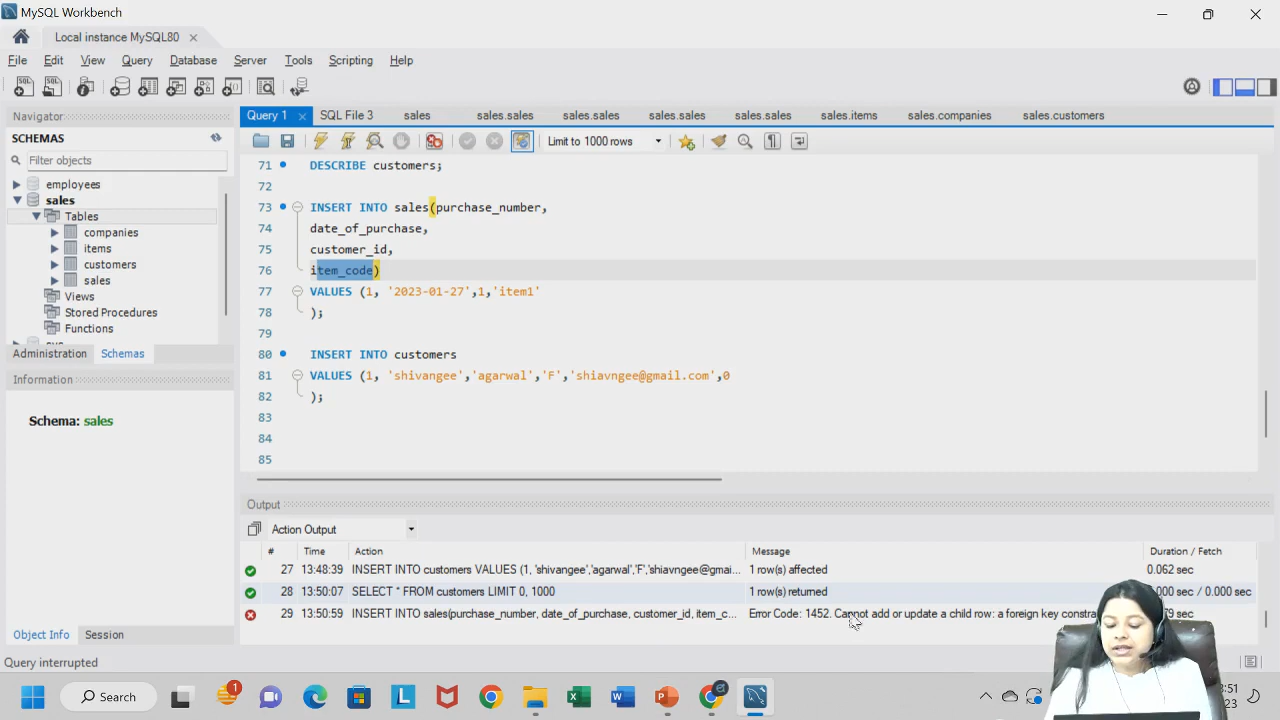 MySQL Workbench
Local instance MySQL80
File Edit View Query Database Server Tools Scripting Help
Navigator
SCHEMAS
Filter objects
employees
sales
Tables
companies
items
customers
sales
Views
Stored Procedures
Functions
Administration Schemas
Information
Schema: sales
Object Info Session
Query interrupted
Query 1 SQL File 3 sales sales.sales sales.sales sales.sales sales.sales sales.items sales.companies sales.customers
Limit to 1000 rows
71 DESCRIBE customers;
72
73 INSERT INTO sales(purchase_number,
74 date_of_purchase,
75 customer_id,
76 item_code)
77 VALUES (1, '2023-01-27',1,'item1'
78 );
79
80 INSERT INTO customers
81 VALUES (1, 'shivangee','agarwal','F','shiavngee@gmail.com',0
82 );
83
84
85
Output
Action Output
# Time Action Message Duration / Fetch
27 13:48:39 INSERT INTO customers VALUES (1, 'shivangee','agarwal','F','shiavngee@gmai... 1 row(s) affected 0.062 sec
28 13:50:07 SELECT * FROM customers LIMIT 0, 1000 1 row(s) returned 0.000 sec / 0.000 sec
29 13:50:59 INSERT INTO sales(purchase_number, date_of_purchase, customer_id, item_c... Error Code: 1452. Cannot add or update a child row: a foreign key constra sec
Search